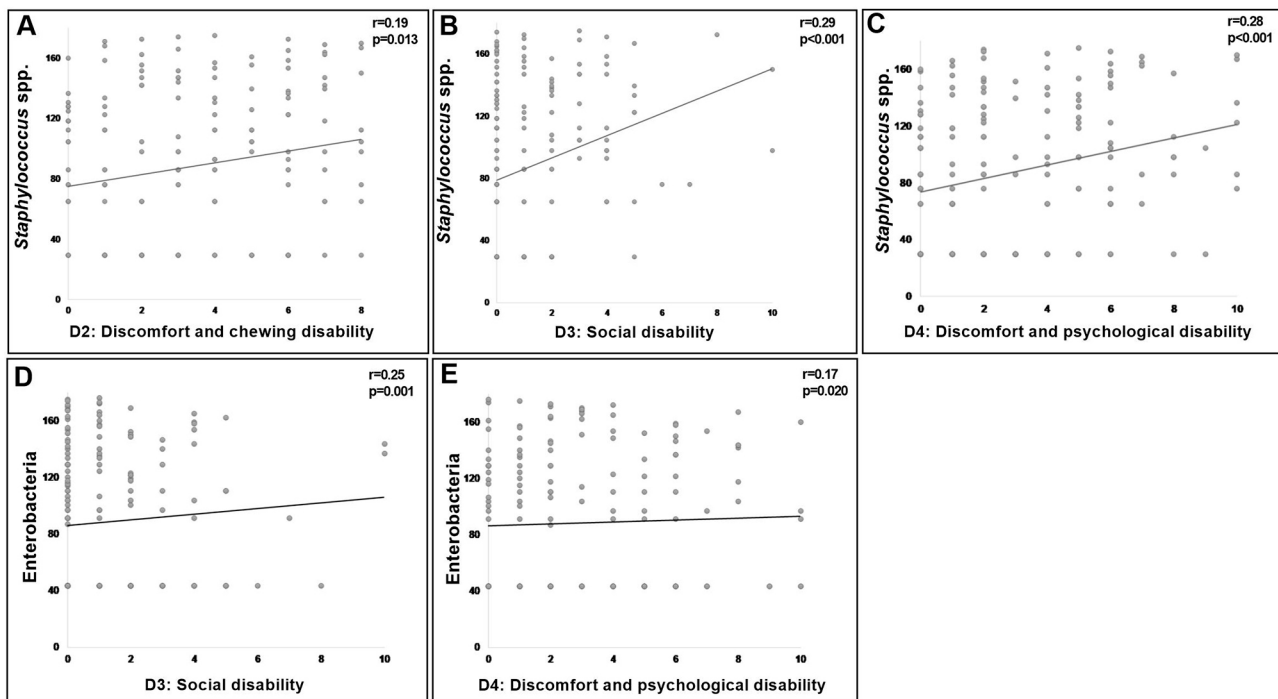 A
r=0.19
p=0.013
Staphylococcus spp.
160
120
80
40
0
0 2 4 6 8
D2: Discomfort and chewing disability
B
r=0.29
p<0.001
Staphylococcus spp.
160
120
80
40
0
0 2 4 6 8 10
D3: Social disability
C
r=0.28
p<0.001
Staphylococcus spp.
160
120
80
40
0
0 2 4 6 8 10
D4: Discomfort and psychological disability
D
r=0.25
p=0.001
Enterobacteria
160
120
80
40
0
0 2 4 6 8 10
D3: Social disability
E
r=0.17
p=0.020
Enterobacteria
160
120
80
40
0
0 2 4 6 8 10
D4: Discomfort and psychological disability